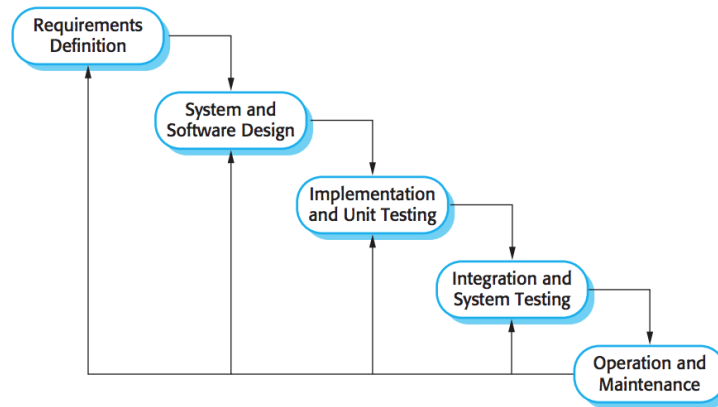 Requirements
Definition
System and
Software Design
Implementation
and Unit Testing
Integration and
System Testing
Operation and
Maintenance